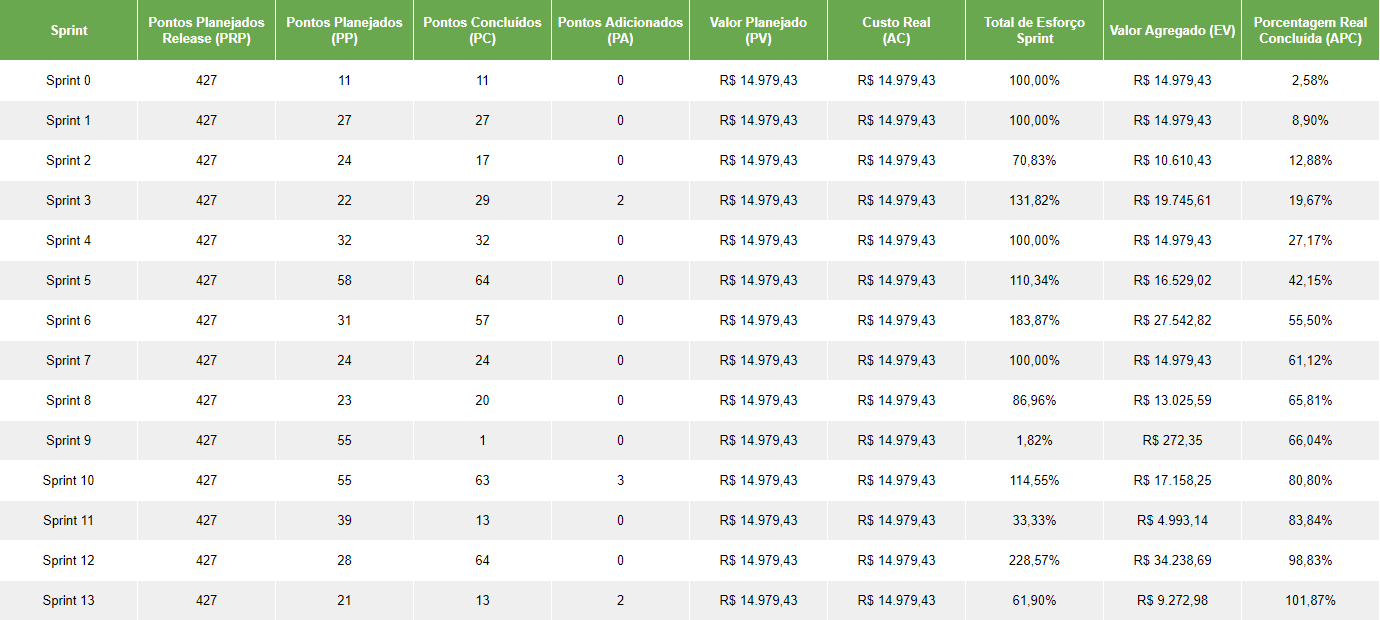 Sprint Pontos Planejados Release (PRP) Pontos Planejados (PP) Pontos Concluídos (PC) Pontos Adicionados (PA) Valor Planejado (PV) Custo Real (AC) Total de Esforço Sprint Valor Agregado (EV) Porcentagem Real Concluída (APC)
Sprint 0 427 11 11 0 R$ 14.979,43 R$ 14.979,43 100,00% R$ 14.979,43 2,58%
Sprint 1 427 27 27 0 R$ 14.979,43 R$ 14.979,43 100,00% R$ 14.979,43 8,90%
Sprint 2 427 24 17 0 R$ 14.979,43 R$ 14.979,43 70,83% R$ 10.610,43 12,88%
Sprint 3 427 22 29 2 R$ 14.979,43 R$ 14.979,43 131,82% R$ 19.745,61 19,67%
Sprint 4 427 32 32 0 R$ 14.979,43 R$ 14.979,43 100,00% R$ 14.979,43 27,17%
Sprint 5 427 58 64 0 R$ 14.979,43 R$ 14.979,43 110,34% R$ 16.529,02 42,15%
Sprint 6 427 31 57 0 R$ 14.979,43 R$ 14.979,43 183,87% R$ 27.542,82 55,50%
Sprint 7 427 24 24 0 R$ 14.979,43 R$ 14.979,43 100,00% R$ 14.979,43 61,12%
Sprint 8 427 23 20 0 R$ 14.979,43 R$ 14.979,43 86,96% R$ 13.025,59 65,81%
Sprint 9 427 55 1 0 R$ 14.979,43 R$ 14.979,43 1,82% R$ 272,35 66,04%
Sprint 10 427 55 63 3 R$ 14.979,43 R$ 14.979,43 114,55% R$ 17.158,25 80,80%
Sprint 11 427 39 13 0 R$ 14.979,43 R$ 14.979,43 33,33% R$ 4.993,14 83,84%
Sprint 12 427 28 64 0 R$ 14.979,43 R$ 14.979,43 228,57% R$ 34.238,69 98,83%
Sprint 13 427 21 13 2 R$ 14.979,43 R$ 14.979,43 61,90% R$ 9.272,98 101,87%